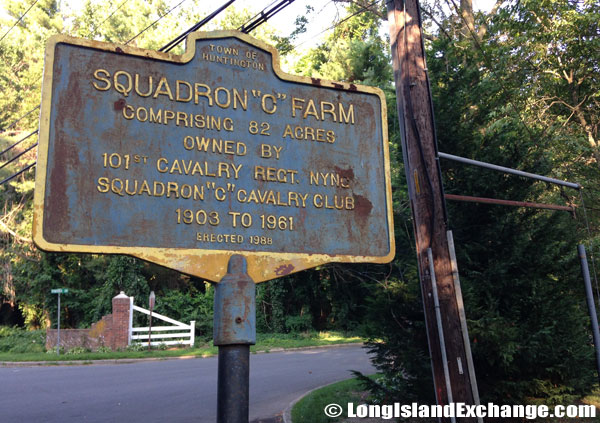 TOWN OF
HUNTINGTON
SQUADRON "C" FARM
COMPRISING 82 ACRES
OWNED BY
101ST CAVALRY REGT. NYNG
SQUADRON "C" CAVALRY CLUB
1903 TO 1961
ERECTED 1988
© LongIslandExchange.com